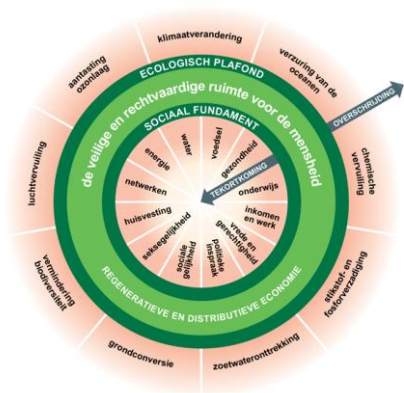 klimaatverandering
verzuring van de
oceanen
OVERSCHRIJDING
chemische
vervuiling
stikstof- en
fosforverzadiging
zoetwateronttrekking
grondconversie
vermindering
biodiversiteit
luchtvervuiling
aantasting
ozonlaag
ECOLOGISCH PLAFOND
de veilige en rechtvaardige ruimte voor de mensheid
SOCIAAL FUNDAMENT
water
voedsel
gezondheid
TEKORTKOMING
onderwijs
inkomen
en werk
vrede en
gerechtigheid
politieke
inspraak
sociale
gelijkheid
seksegelijkheid
huisvesting
netwerken
energie
REGENERATIEVE EN DISTRIBUTIEVE ECONOMIE